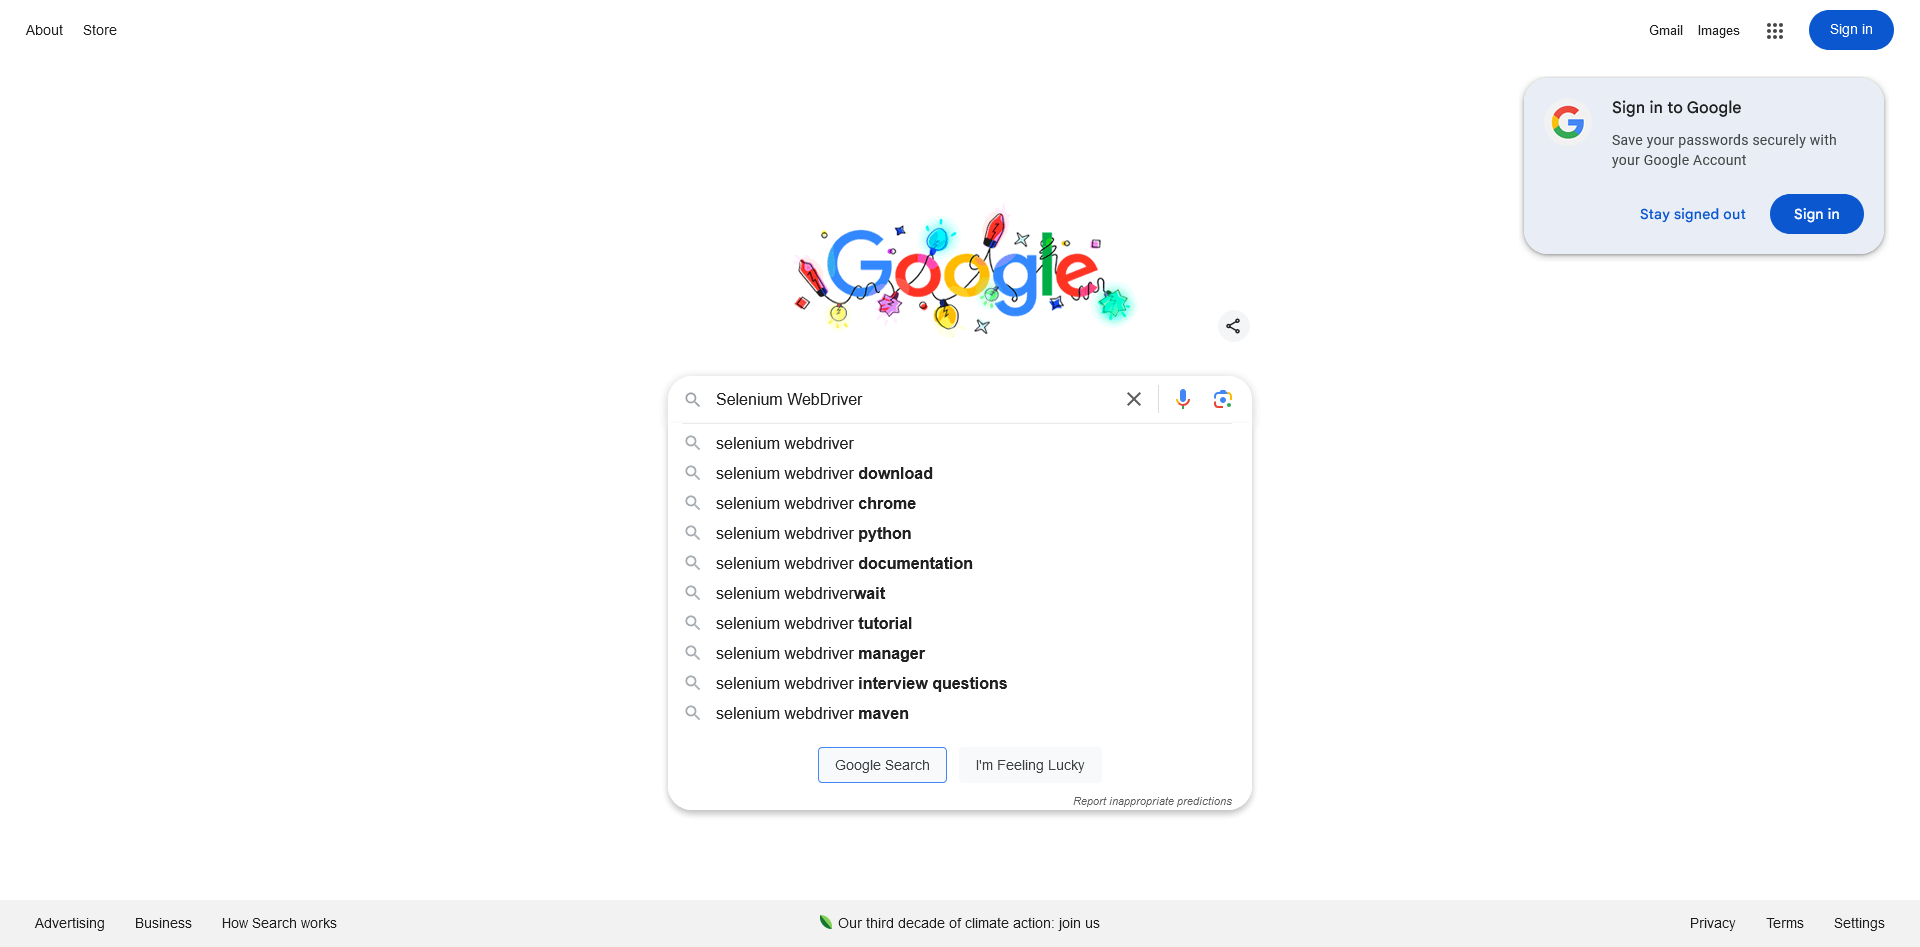 About Store
Gmail Images Sign in
Sign in to Google
Save your passwords securely with
your Google Account
Stay signed out Sign in
Google
Selenium WebDriver
selenium webdriver
selenium webdriver download
selenium webdriver chrome
selenium webdriver python
selenium webdriver documentation
selenium webdriverwait
selenium webdriver tutorial
selenium webdriver manager
selenium webdriver interview questions
selenium webdriver maven
Google Search I'm Feeling Lucky
Report inappropriate predictions
Advertising Business How Search works Our third decade of climate action: join us Privacy Terms Settings